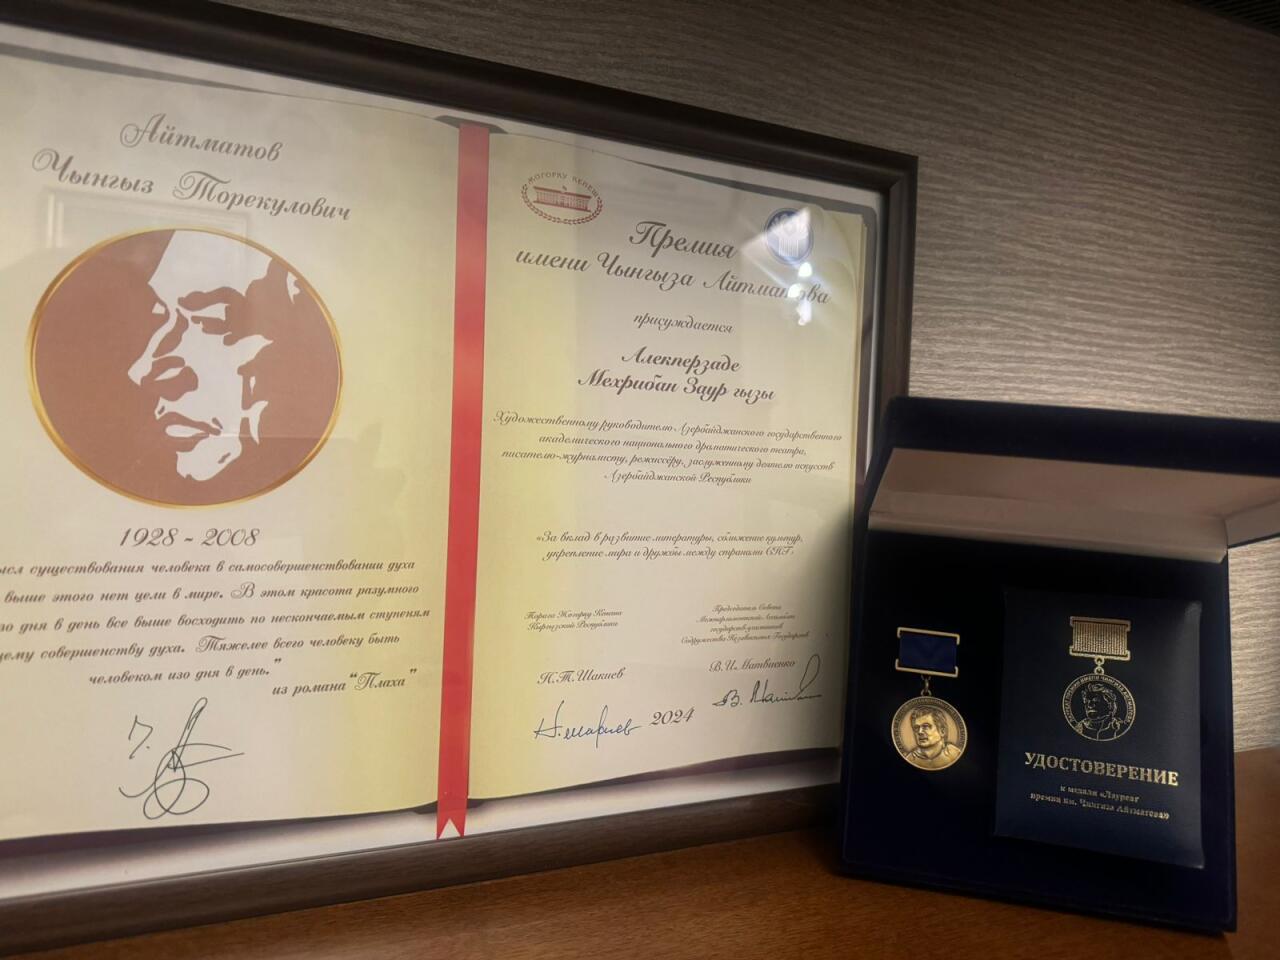 Айтматов
Чынгыз Торекулович
1928 ~ 2008
существования человека в самосовершенствовании духа
выше этого нет цели в мире. В этом красота разумного
изо дня в день все выше восходить по нескончаемым ступеням
совершенству духа. Тяжелее всего человеку быть
человеком изо дня в день."
из романа "Плаха"
ЖОГОРКУ КЕНЕШ
Премия
имени Чынгыза Айтматова
присуждается
Алекперзаде
Мехрибан Заур гызы
Художественному руководителю Азербайджанского государственного
академического национального драматического театра,
писателю-журналисту, режиссёру, заслуженному деятелю искусств
Азербайджанской Республики
«За вклад в развитие литературы, сближение культур,
укрепление мира и дружбы между странами СНГ.
Торага Жогорку Кенеша
Кыргызской Республики
Председатель Совета
Межпарламентской Ассамблеи
государств-участников
Содружества Независимых Государств
Н.Т.Шакиев
В.И.Матвиенко
2024
УДОСТОВЕРЕНИЕ
к медали «Лауреат
премии им. Чингиза Айтматова»